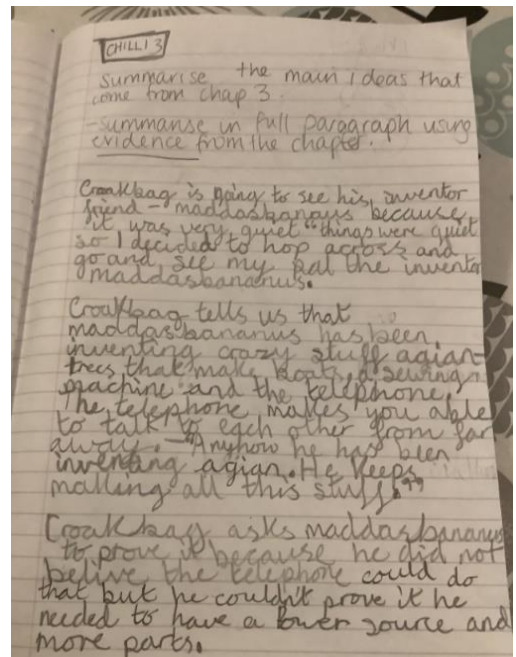 CHILLI 3
Summarise the main ideas that
come from chap 3.
-summarise in full paragraph using
evidence from the chapter.
Croakbag is going to see his inventor
friend - maddasbananus because
it was very quiet "things were quiet
so I decided to hop across and
go and see my pal the inventor
maddasbananus.
Croakbag tells us that
maddasbananus has been
inventing crazy stuff agian-
trees that make boats, a sewing
machine and the telephone.
The telephone makes you able
to talk to each other from far
away. - "Anyhow he has been
inventing agian. He keeps
making all this stuff."
Croakbag asks maddasbananus
to prove it because he did not
belive the telephone could do
that but he couldn't prove it he
needed to have a power source and
more parts.